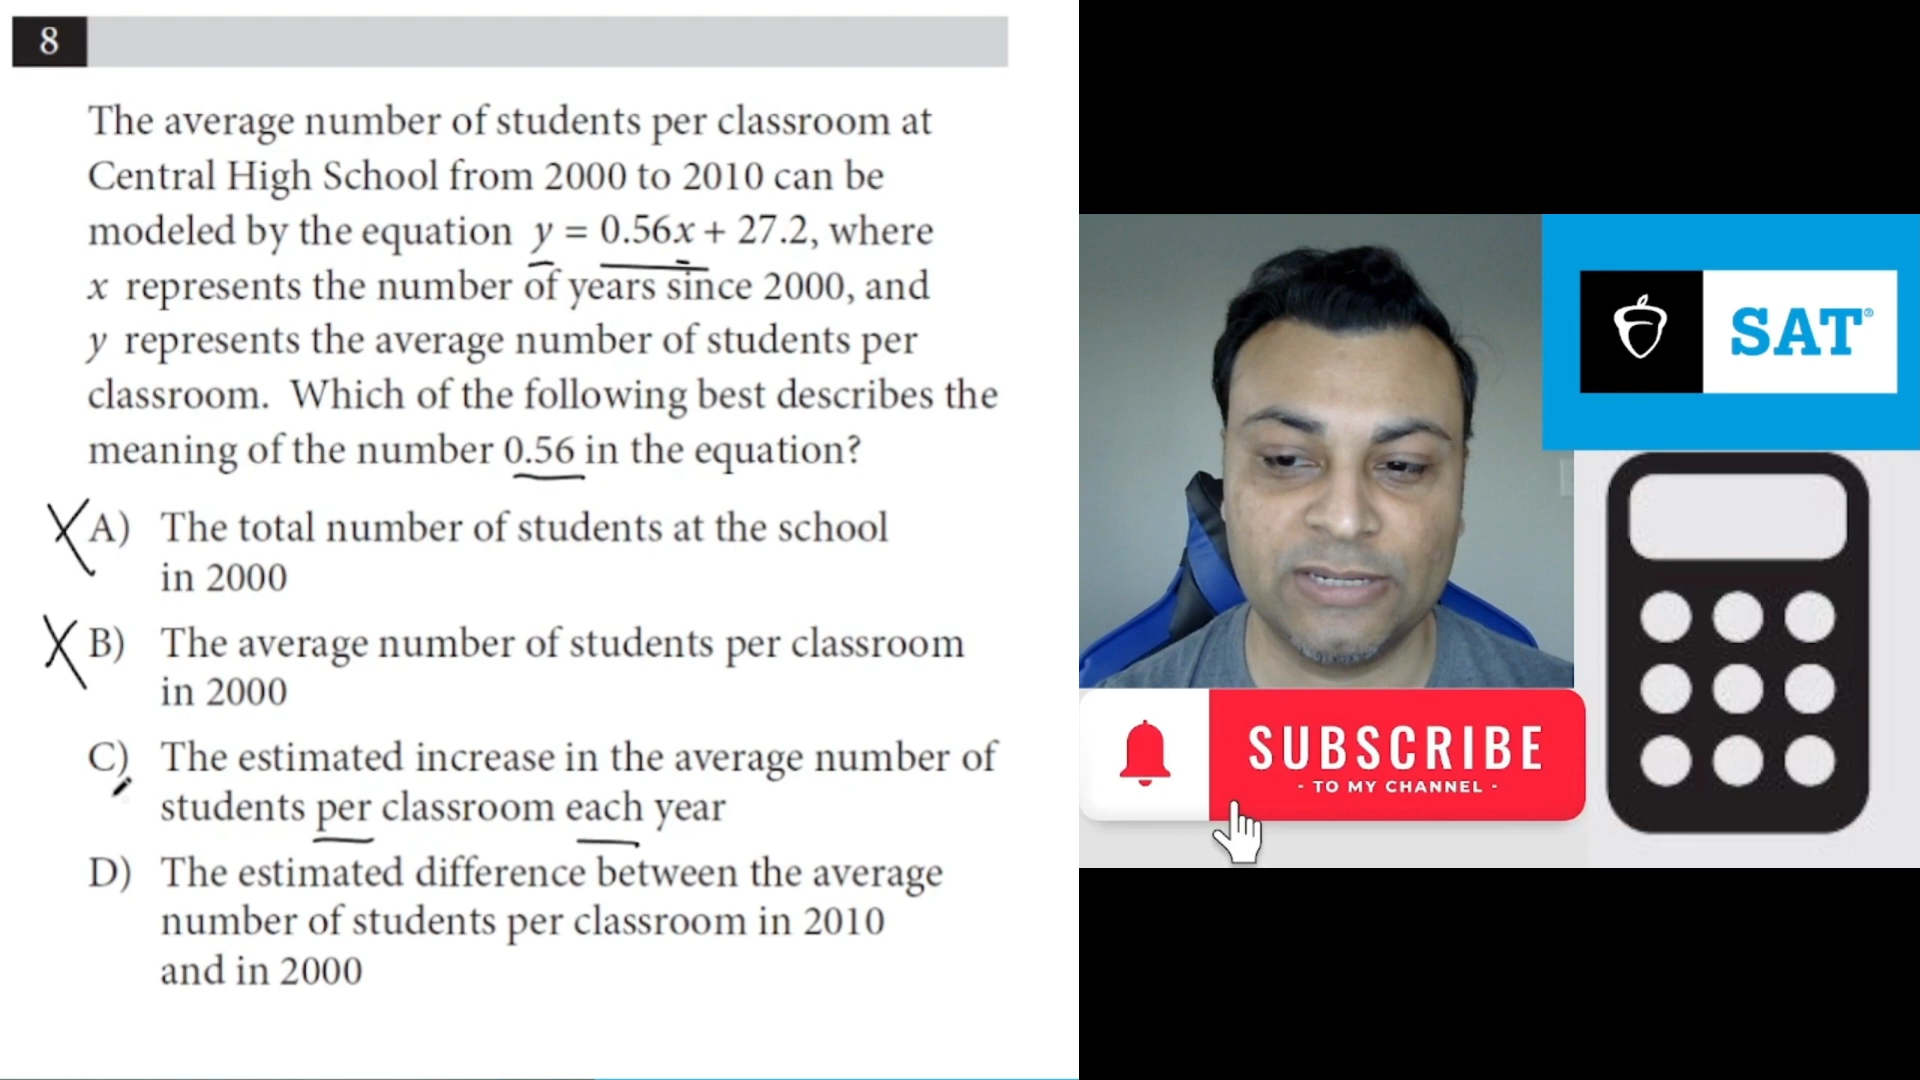 8
The average number of students per classroom at
Central High School from 2000 to 2010 can be
modeled by the equation y = 0.56x + 27.2, where
x represents the number of years since 2000, and
y represents the average number of students per
classroom. Which of the following best describes the
meaning of the number 0.56 in the equation?
X A) The total number of students at the school
in 2000
X B) The average number of students per classroom
in 2000
C) The estimated increase in the average number of
students per classroom each year
D) The estimated difference between the average
number of students per classroom in 2010
and in 2000
SAT®
SUBSCRIBE
- TO MY CHANNEL -